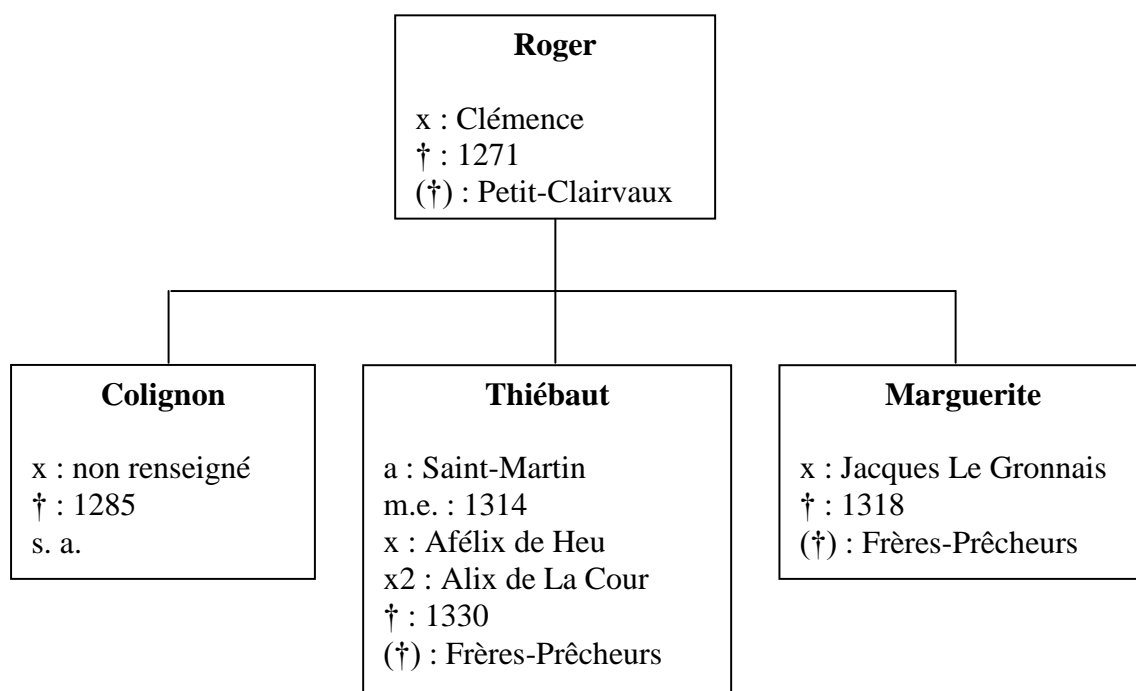 Roger
x : Clémence
† : 1271
(†) : Petit-Clairvaux
Colignon
x : non renseigné
† : 1285
s. a.
Thiébaut
a : Saint-Martin
m.e. : 1314
x : Afélix de Heu
x2 : Alix de La Cour
† : 1330
(†) : Frères-Prêcheurs
Marguerite
x : Jacques Le Gronnais
† : 1318
(†) : Frères-Prêcheurs